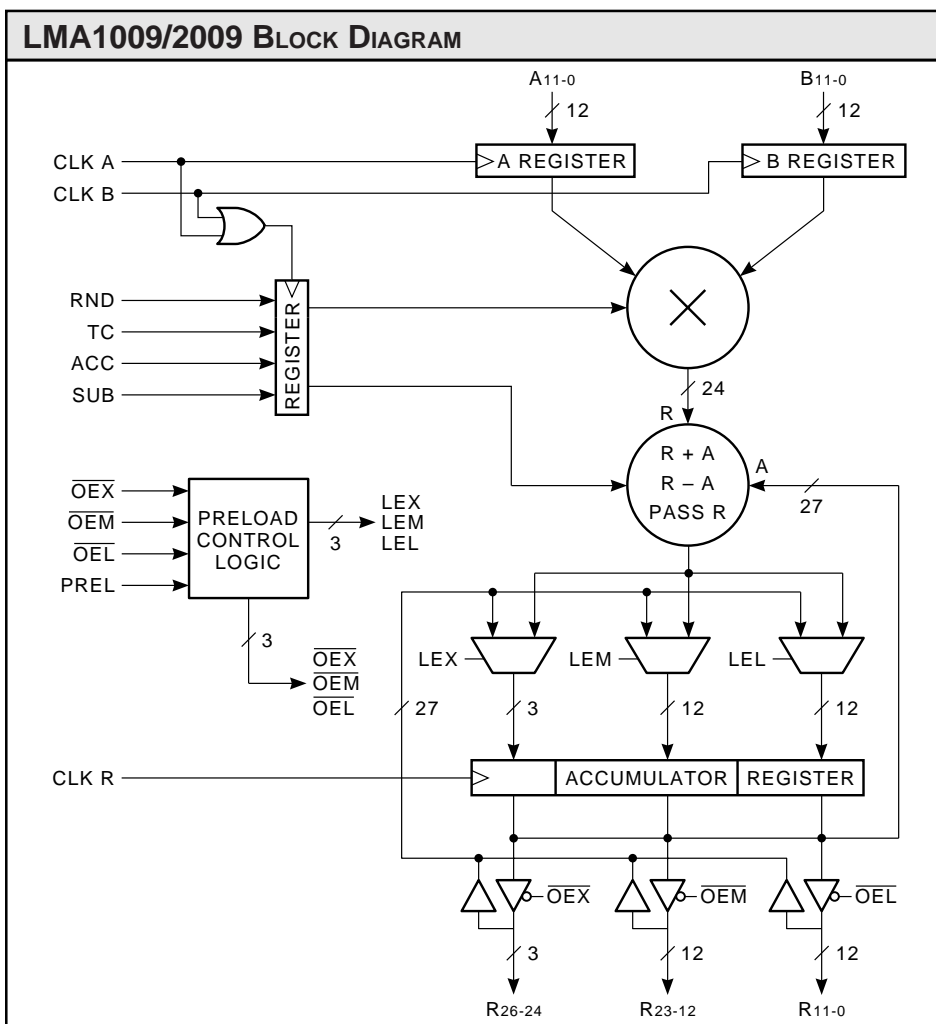 LMA1009/2009 BLOCK DIAGRAM
A11-0
B11-0
12
12
CLK A
A REGISTER
B REGISTER
CLK B
RND
TC
ACC
SUB
REGISTER
24
R
R + A
R – A
PASS R
A
27
OEX
OEM
OEL
PREL
PRELOAD
CONTROL
LOGIC
3
LEX
LEM
LEL
3
OEX
OEM
OEL
LEX
LEM
LEL
27
3
12
12
CLK R
ACCUMULATOR
REGISTER
OEX
OEM
OEL
3
12
12
R26-24
R23-12
R11-0